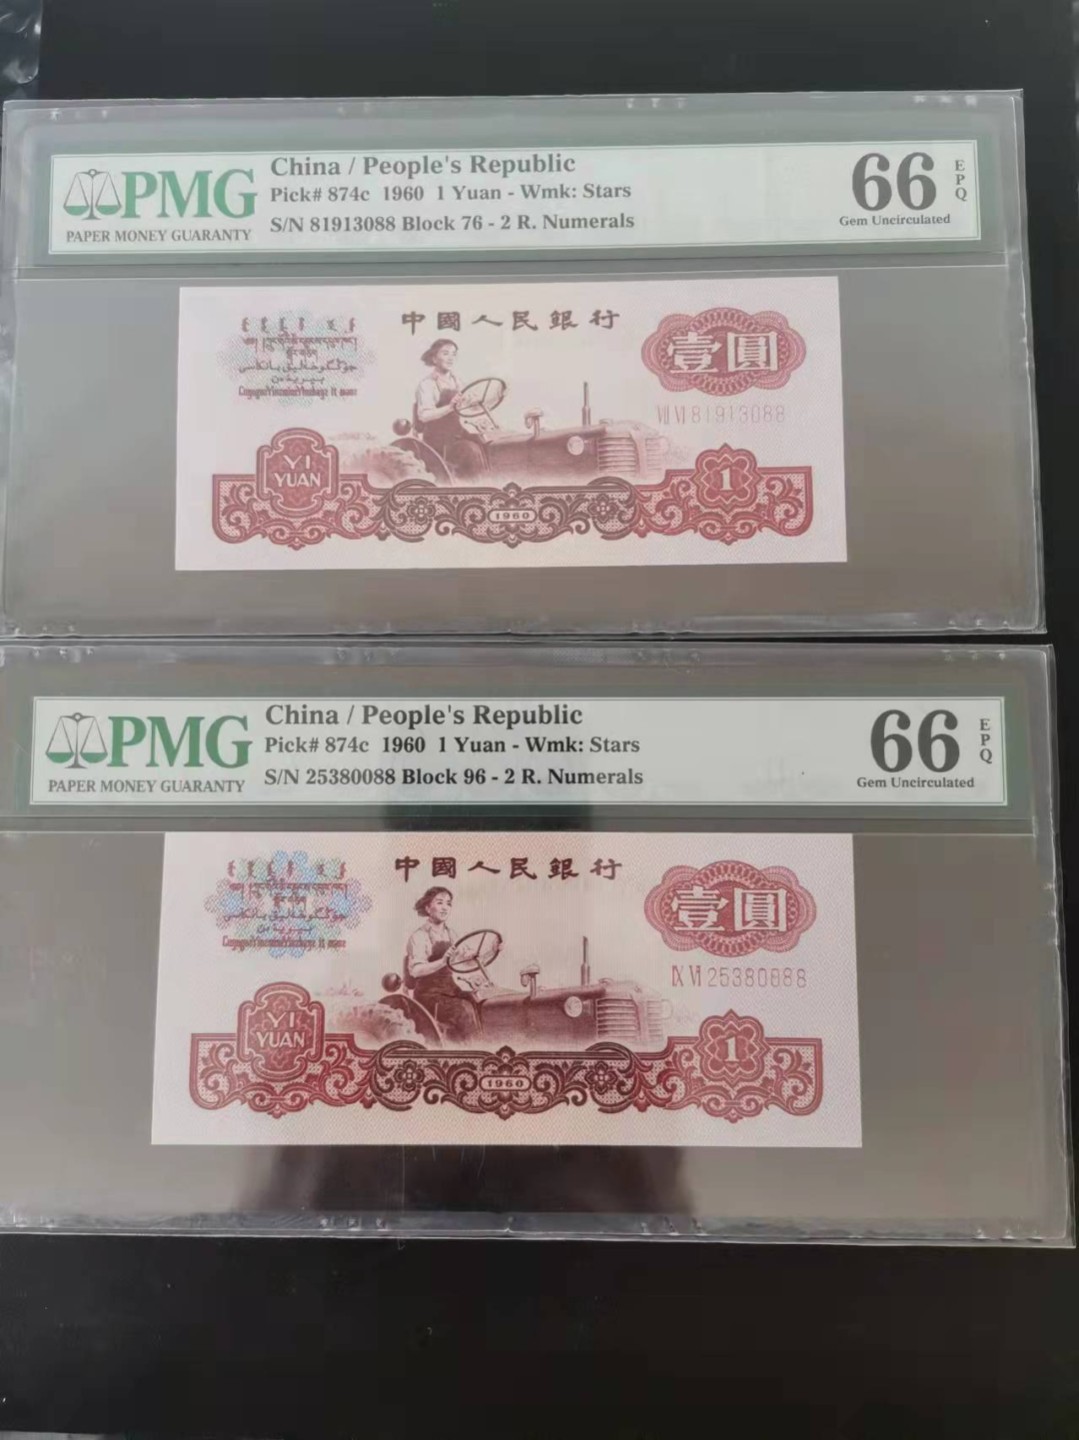 PMG
PAPER MONEY GUARANTY
China / People's Republic
Pick# 874c 1960 1 Yuan - Wmk: Stars
S/N 81913088 Block 76 - 2 R. Numerals
66
EPQ
Gem Uncirculated
中國人民銀行
壹圓
VII VI 81913088
YI
YUAN
1960
1
PMG
PAPER MONEY GUARANTY
China / People's Republic
Pick# 874c 1960 1 Yuan - Wmk: Stars
S/N 25380088 Block 96 - 2 R. Numerals
66
EPQ
Gem Uncirculated
中國人民銀行
壹圓
IX VI 25380088
YI
YUAN
1960
1